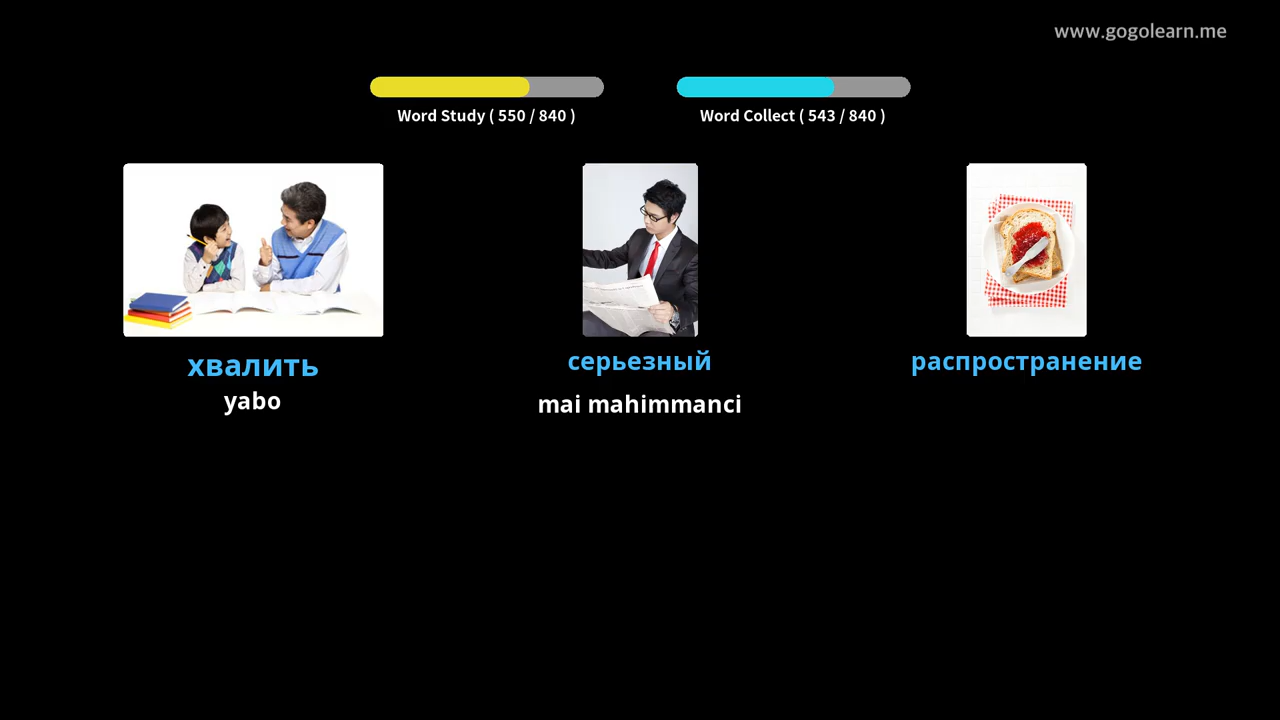 www.gogolearn.me
Word Study ( 550 / 840 )
Word Collect ( 543 / 840 )
хвалить
yabo
серьезный
mai mahimmanci
распространение